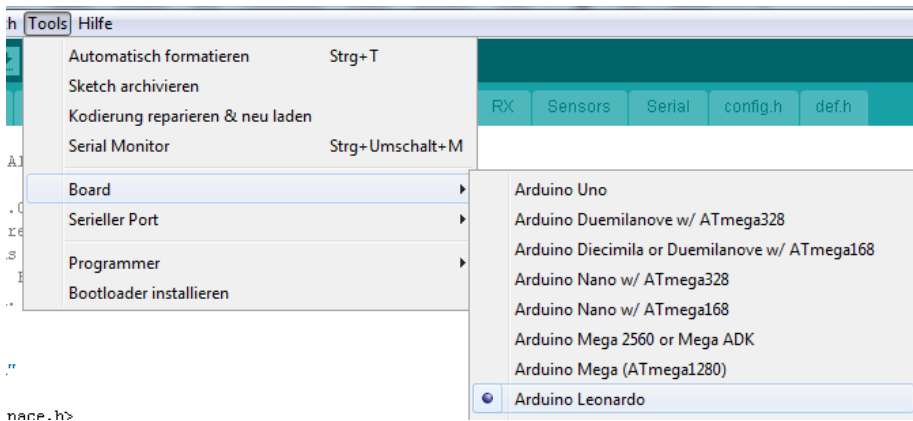 Tools Hilfe
Automatisch formatieren Strg+T
Sketch archivieren
Kodierung reparieren & neu laden
Serial Monitor Strg+Umschalt+M
Board
Serieller Port
Programmer
Bootloader installieren
RX Sensors Serial config.h def.h
Arduino Uno
Arduino Duemilanove w/ ATmega328
Arduino Diecimila or Duemilanove w/ ATmega168
Arduino Nano w/ ATmega328
Arduino Nano w/ ATmega168
Arduino Mega 2560 or Mega ADK
Arduino Mega (ATmega1280)
Arduino Leonardo
nace.h>